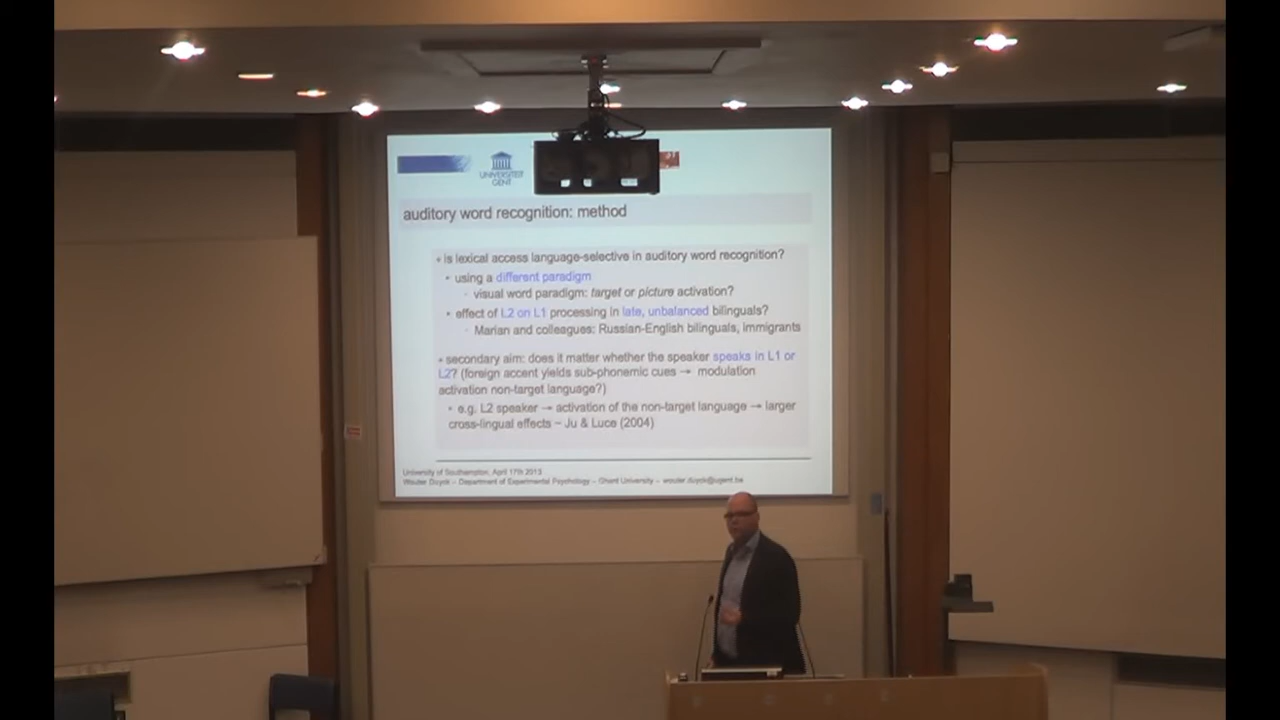 UNIVERSITEIT
GENT
auditory word recognition: method
• is lexical access language-selective in auditory word recognition?
• using a different paradigm
- visual word paradigm: target or picture activation?
• effect of L2 on L1 processing in late, unbalanced bilinguals?
- Marian and colleagues: Russian-English bilinguals, immigrants
• secondary aim: does it matter whether the speaker speaks in L1 or
L2? (foreign accent yields sub-phonemic cues → modulation
activation non-target language?)
• e.g. L2 speaker → activation of the non-target language → larger
cross-lingual effects – Ju & Luce (2004)
University of Southampton, April 17th 2013
Wouter Duyck – Department of Experimental Psychology – Ghent University – wouter.duyck@ugent.be